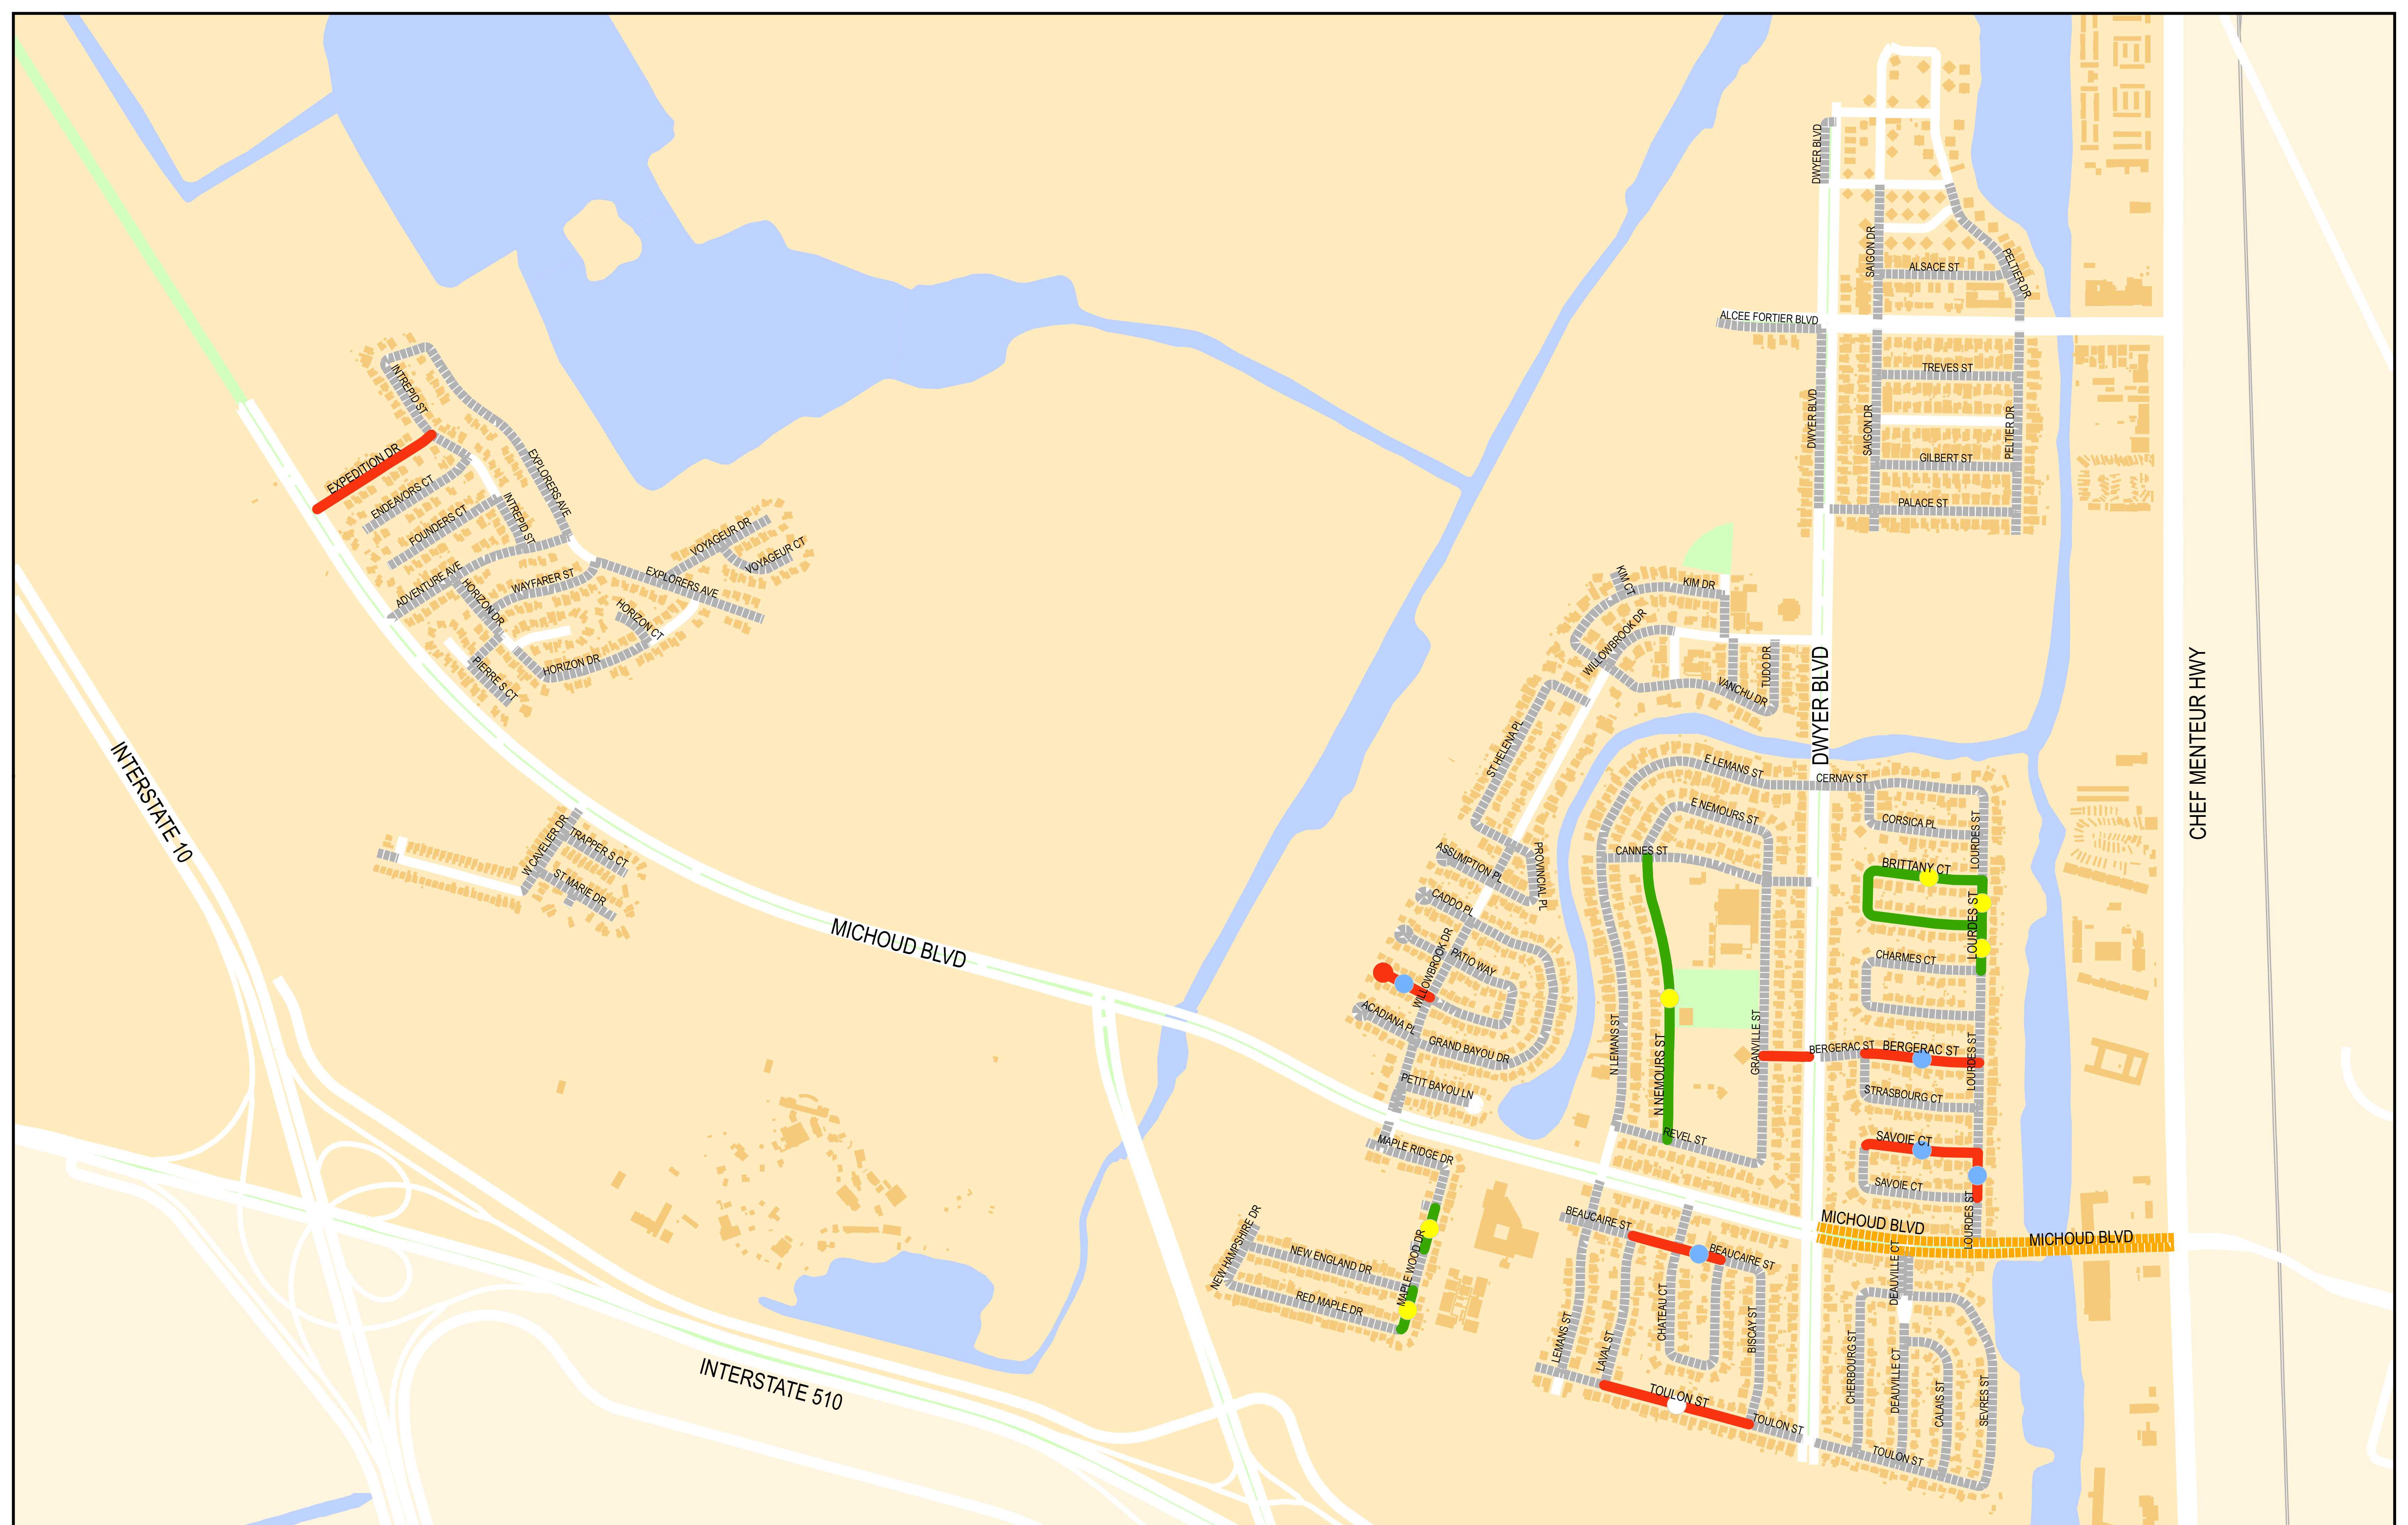 DWYER BLVD
SAIGON DR
ALSACE ST
PELTIER DR
ALCEE FORTIER BLVD
TREVES ST
DWYER BLVD
SAIGON DR
PELTIER DR
GILBERT ST
PALACE ST
INTREPID ST
EXPEDITION DR
ENDEAVORS CT
FOUNDERS CT
INTREPID ST
EXPLORERS AVE
VOYAGEUR DR
VOYAGEUR CT
ADVENTURE AVE
HORIZON DR
WAYFARER ST
EXPLORERS AVE
HORIZON CT
HORIZON DR
PIERRE S CT
KIM CT
KIM DR
WILLOWBROOK DR
VANCHU DR
TUDO DR
DWYER BLVD
CHEF MENTEUR HWY
INTERSTATE 10
ST HELENA PL
E LEMANS ST
CERNAY ST
E NEMOURS ST
CORSICA PL
LOURDES ST
W CAVELIER DR
TRAPPER S CT
ST MARIE DR
ASSUMPTION PL
PROVINCIAL PL
CANNES ST
BRITTANY CT
CADDO PL
LOURDES ST
MICHOUD BLVD
WILLOWBROOK DR
PATIO WAY
CHARMES CT
ACADIANA PL
GRAND BAYOU DR
N LEMANS ST
N NEMOURS ST
GRANVILLE ST
BERGERAC ST
BERGERAC ST
LOURDES ST
PETIT BAYOU LN
STRASBOURG CT
REVEL ST
MAPLE RIDGE DR
SAVOIE CT
SAVOIE CT
LOURDES ST
NEW HAMPSHIRE DR
NEW ENGLAND DR
MAPLE WOOD DR
RED MAPLE DR
BEAUCAIRE ST
BEAUCAIRE ST
MICHOUD BLVD
MICHOUD BLVD
DEAUVILLE CT
LEMANS ST
LAVAL ST
CHATEAU CT
BISCAY ST
CHERBOURG ST
DEAUVILLE CT
CALAIS ST
SEVRES ST
INTERSTATE 510
TOULON ST
TOULON ST
TOULON ST